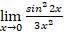 lim x→0 sin² 2x / 3x²